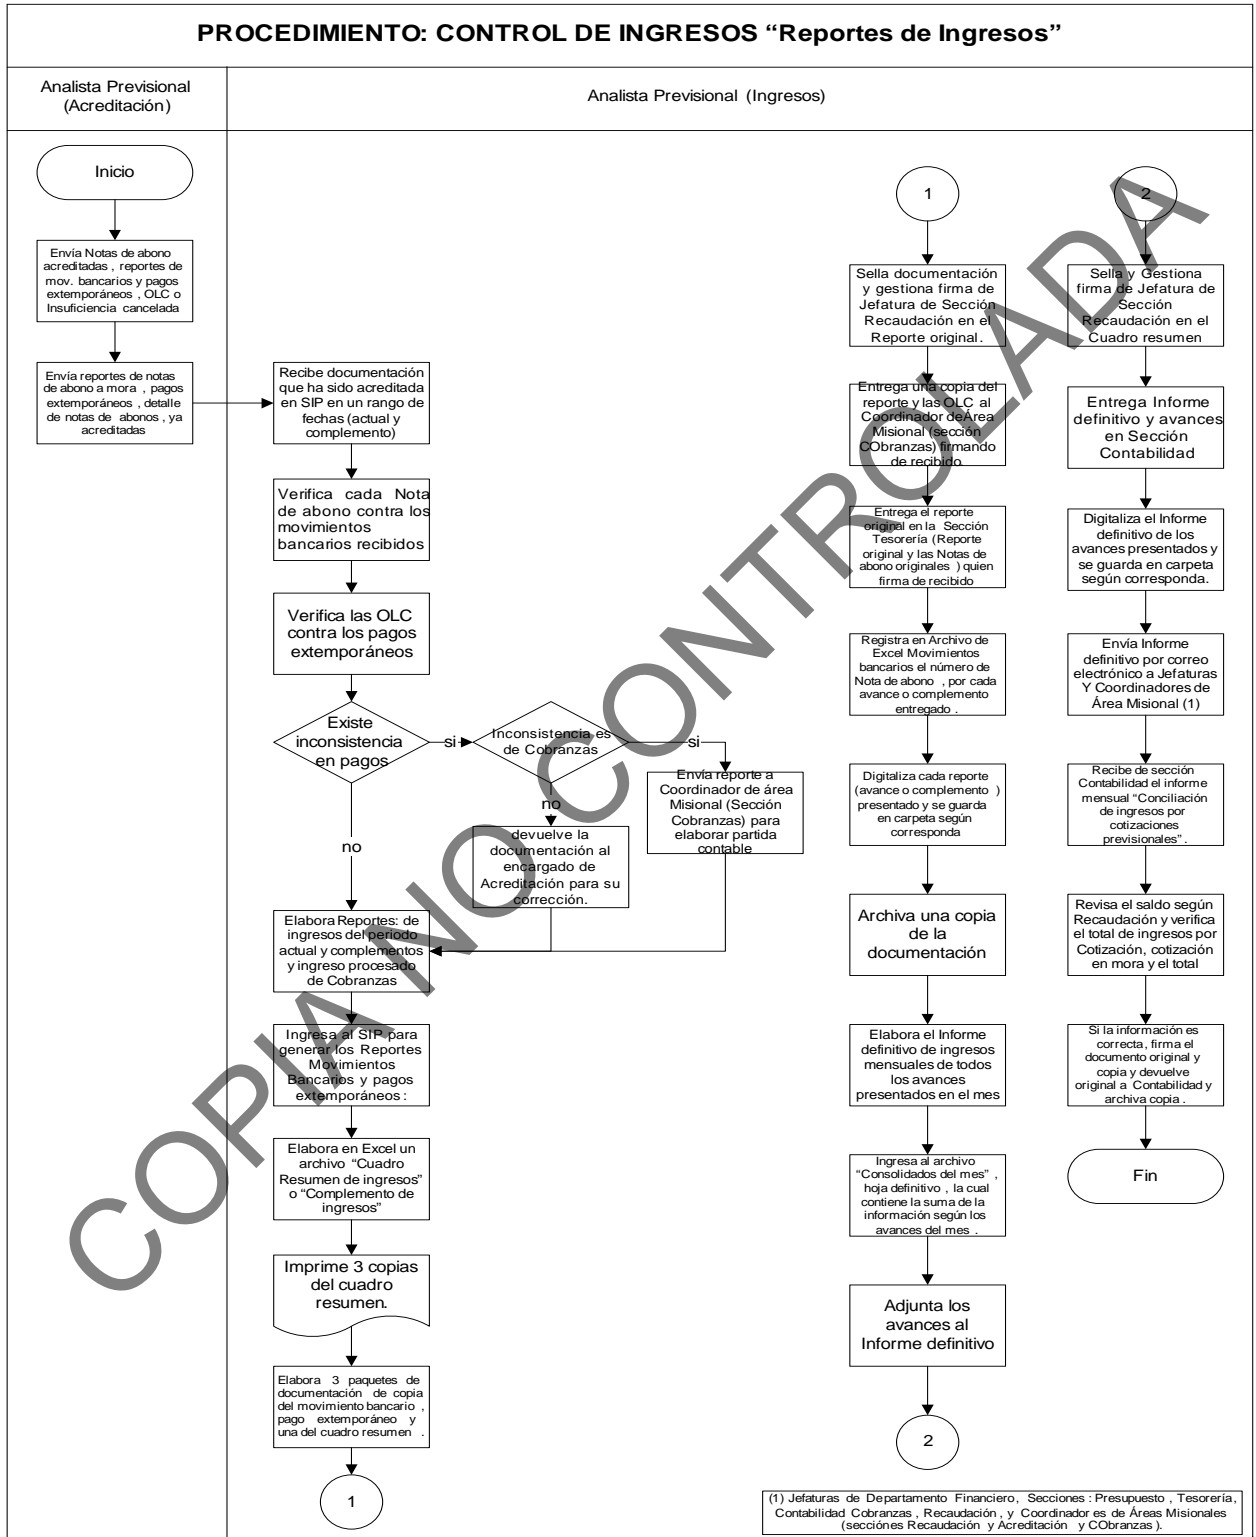 PROCEDIMIENTO: CONTROL DE INGRESOS “Reportes de Ingresos”
Analista Previsional
(Acreditación)
Analista Previsional (Ingresos)
Inicio
Envía Notas de abono
acreditadas , reportes de
mov. bancarios y pagos
extemporáneos , OLC o
Insuficiencia cancelada
Envía reportes de notas
de abono a mora , pagos
extemporáneos , detalle
de notas de abonos , ya
acreditadas
Recibe documentación
que ha sido acreditada
en SIP en un rango de
fechas (actual y
complemento)
Verifica cada Nota
de abono contra los
movimientos
bancarios recibidos
Verifica las OLC
contra los pagos
extemporáneos
Existe
inconsistencia
en pagos
si
Inconsistencia es
de Cobranzas
si
no
no
Envía reporte a
Coordinador de área
Misional (Sección
Cobranzas) para
elaborar partida
contable
devuelve la
documentación al
encargado de
Acreditación para su
corrección.
Elabora Reportes: de
ingresos del periodo
actual y complementos
y ingreso procesado
de Cobranzas
Ingresa al SIP para
generar los Reportes
Movimientos
Bancarios y pagos
extemporáneos :
Elabora en Excel un
archivo “Cuadro
Resumen de ingresos”
o “Complemento de
ingresos”
Imprime 3 copias
del cuadro
resumen.
Elabora 3 paquetes de
documentación de copia
del movimiento bancario ,
pago extemporáneo y
una del cuadro resumen .
1
1
Sella documentación
y gestiona firma de
Jefatura de Sección
Recaudación en el
Reporte original.
Entrega una copia del
reporte y las OLC al
Coordinador deÁrea
Misional (sección
CObranzas) firmando
de recibido.
Entrega el reporte
original en la Sección
Tesorería (Reporte
original y las Notas de
abono originales ) quien
firma de recibido
Registra en Archivo de
Excel Movimientos
bancarios el número de
Nota de abono , por cada
avance o complemento
entregado .
Digitaliza cada reporte
(avance o complemento )
presentado y se guarda
en carpeta según
corresponda
Archiva una copia
de la
documentación
Elabora el Informe
definitivo de ingresos
mensuales de todos
los avances
presentados en el mes
Ingresa al archivo
“Consolidados del mes” ,
hoja definitivo , la cual
contiene la suma de la
información según los
avances del mes .
Adjunta los
avances al
Informe definitivo
2
2
Sella y Gestiona
firma de Jefatura de
Sección
Recaudación en el
Cuadro resumen
Entrega Informe
definitivo y avances
en Sección
Contabilidad
Digitaliza el Informe
definitivo de los
avances presentados y
se guarda en carpeta
según corresponda.
Envía Informe
definitivo por correo
electrónico a Jefaturas
Y Coordinadores de
Área Misional (1)
Recibe de sección
Contabilidad el informe
mensual “Conciliación
de ingresos por
cotizaciones
previsionales” .
Revisa el saldo según
Recaudación y verifica
el total de ingresos por
Cotización, cotización
en mora y el total
Si la información es
correcta, firma el
documento original y
copia y devuelve
original a Contabilidad y
archiva copia .
Fin
(1) Jefaturas de Departamento Financiero, Secciones : Presupuesto , Tesorería,
Contabilidad Cobranzas , Recaudación , y Coordinador es de Áreas Misionales
(secciónes Recaudación y Acreditación y CObranzas ).
COPIA NO CONTROLADA